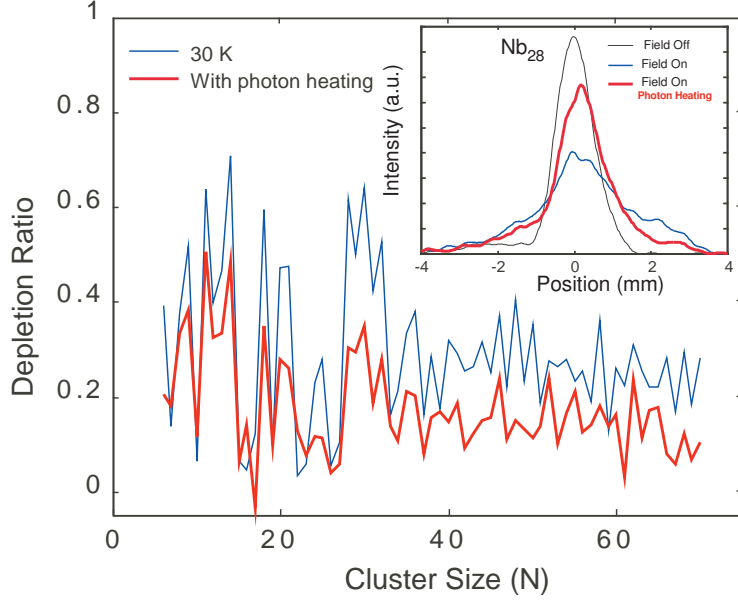 1
0.8
0.6
0.4
0.2
0
0
20
40
60
Depletion Ratio
Cluster Size (N)
30 K
With photon heating
Nb28
Field Off
Field On
Field On
Photon Heating
Intensity (a.u.)
-4
-2
0
2
4
Position (mm)